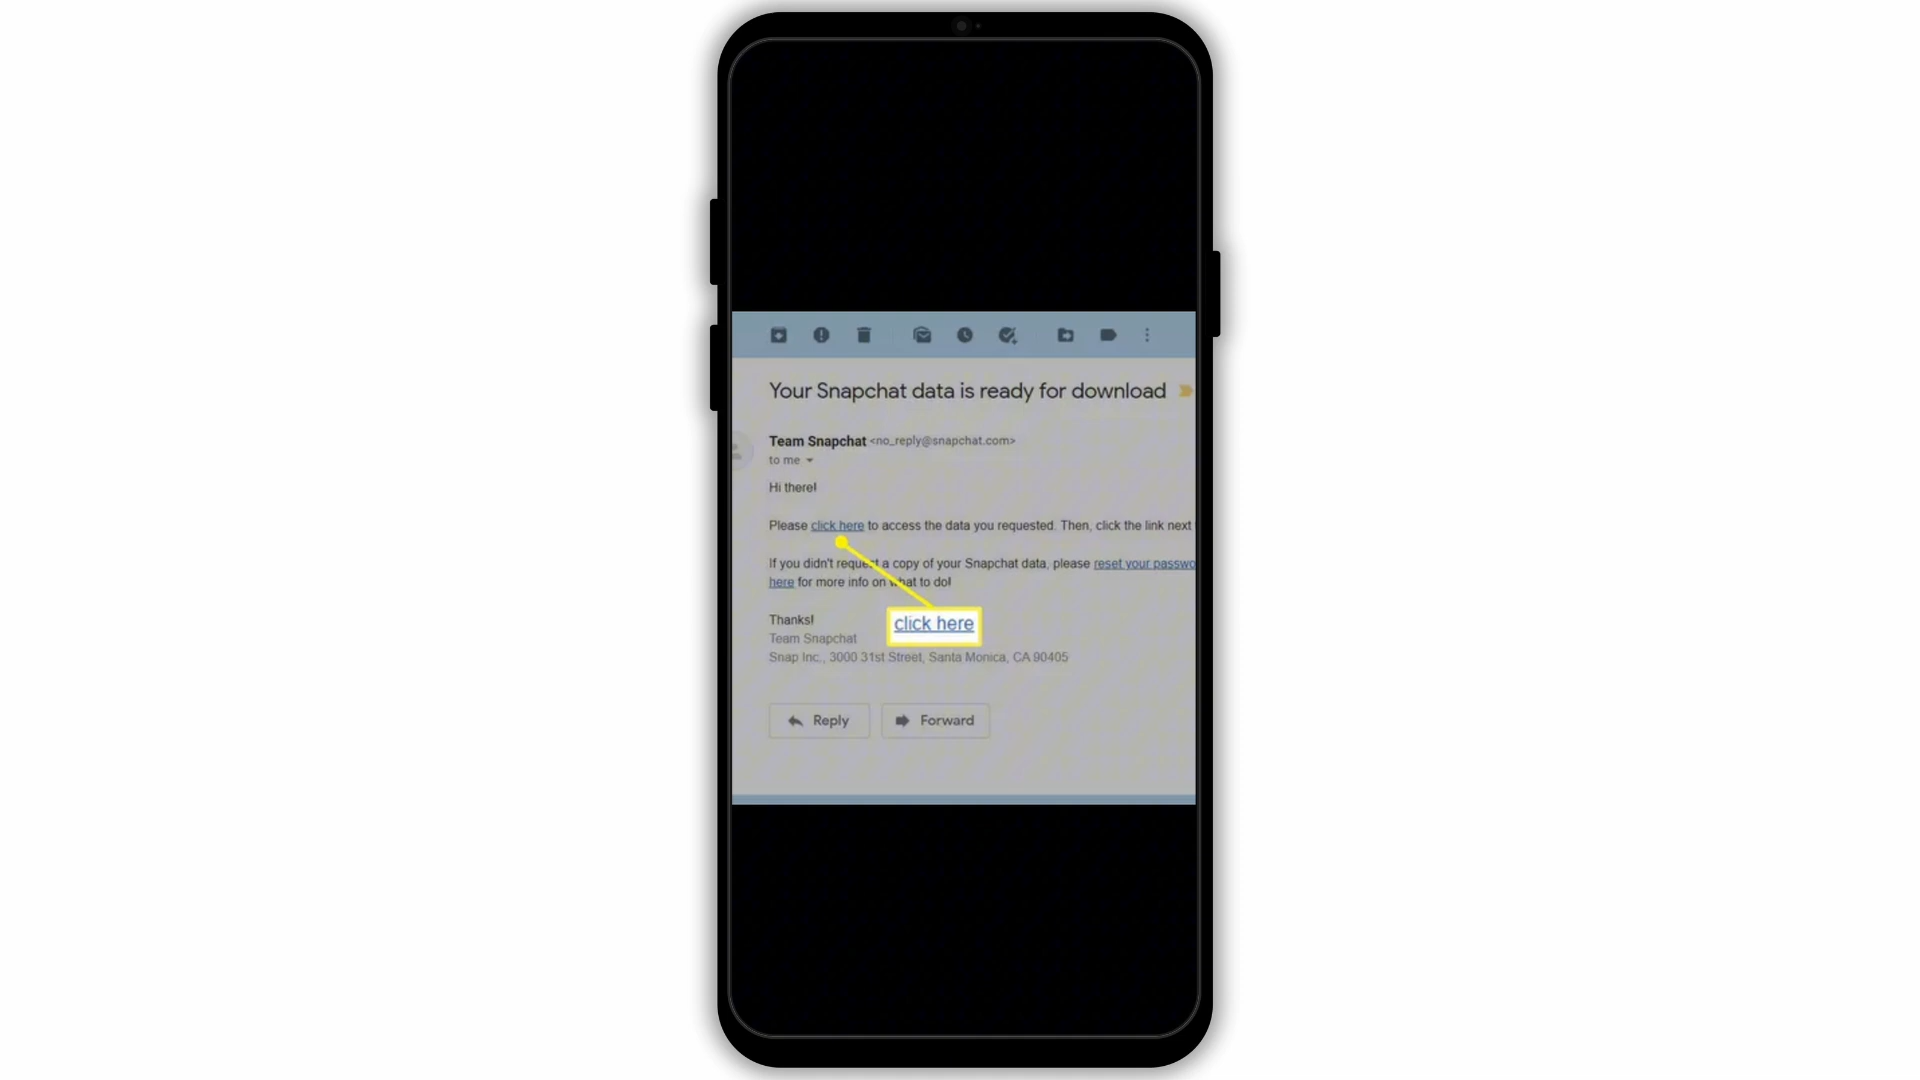 Your Snapchat data is ready for download
Team Snapchat <no_reply@snapchat.com>
to me
Hi there!
Please click here to access the data you requested. Then, click the link next
If you didn't request a copy of your Snapchat data, please reset your
here for more info on what to do!
click here
Thanks!
Team Snapchat
Snap Inc., 3000 31st Street, Santa Monica, CA 90405
Reply
Forward